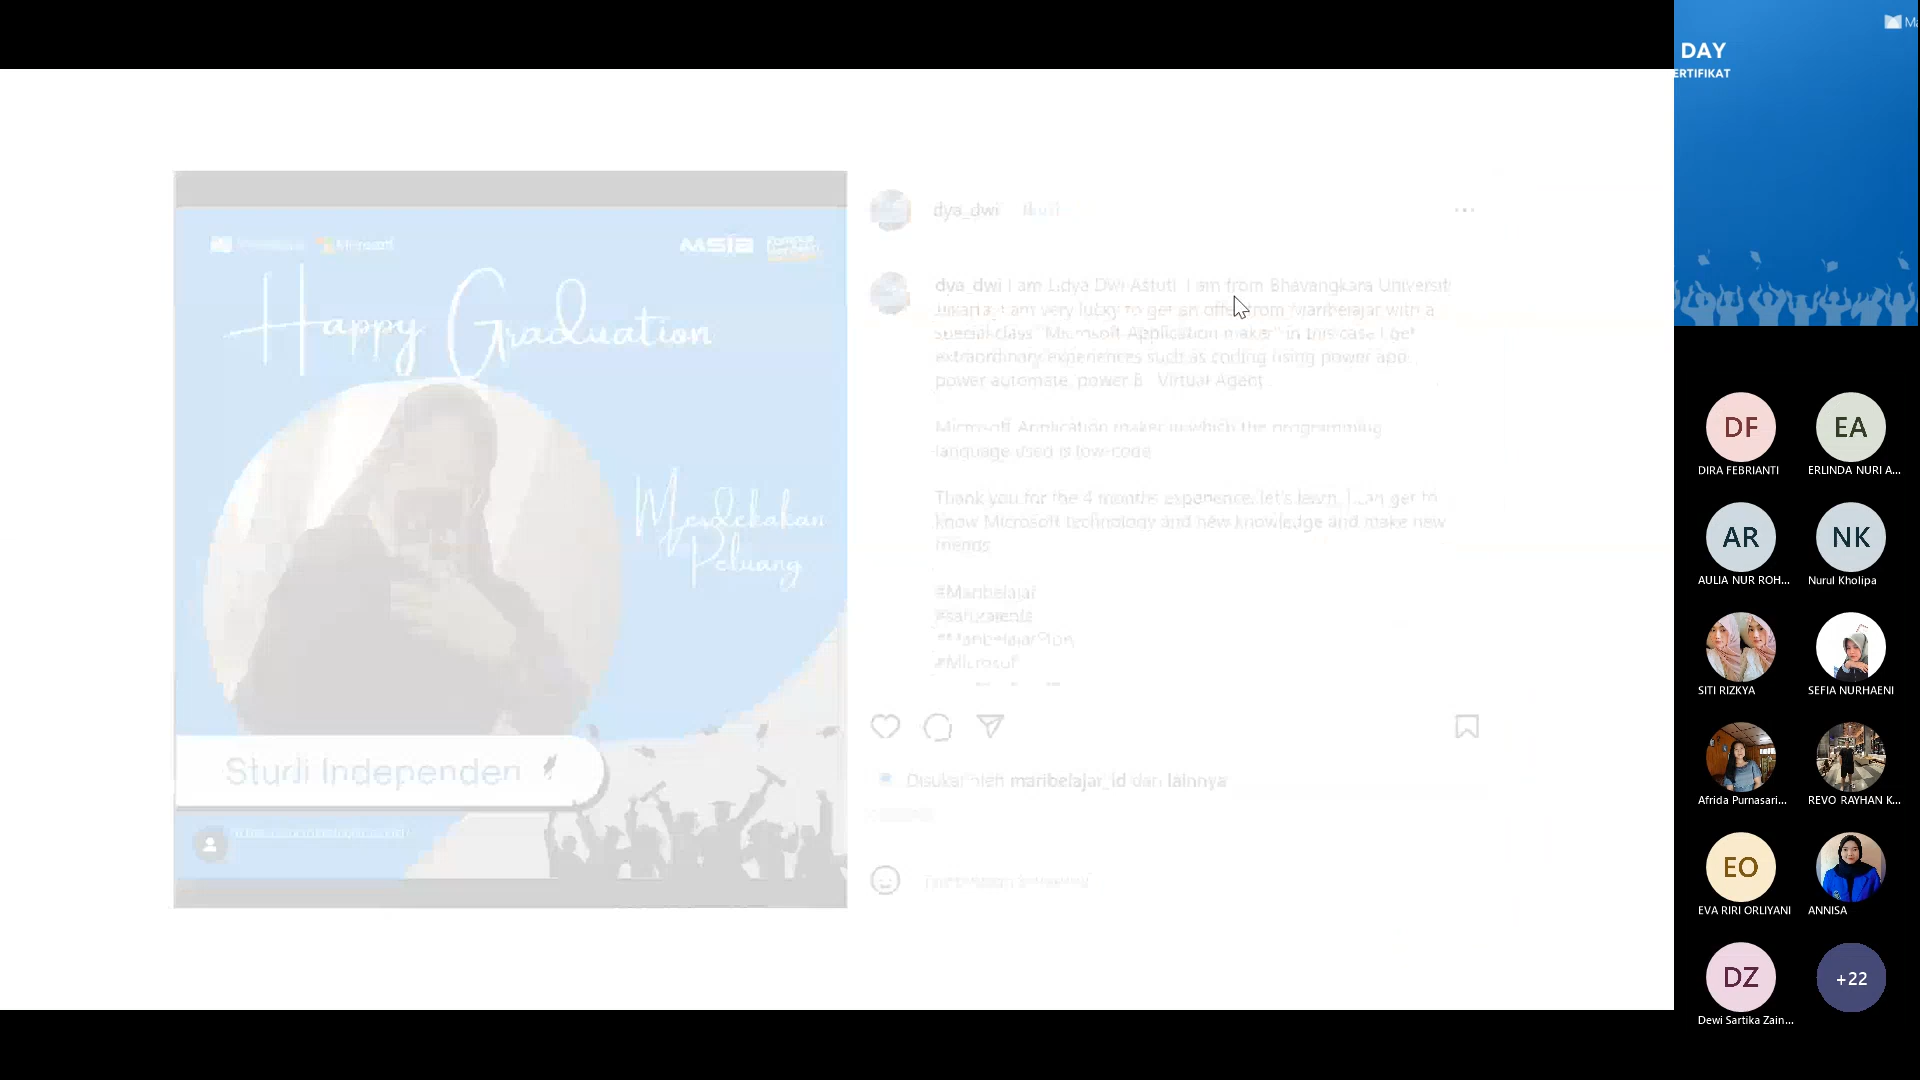 DAY
ERTIFIKAT
Microsoft
MSIB
Happy Graduation
Merdekakan
Peluang
Studi Independen
dya_dwi Ikuti
dya_dwi I am Lidya Dwi Astuti I am from Bhayangkara Universit
Jakarta, I am very lucky to get an offer from Maribelajar with a
special class "Microsoft Application maker" in this case I get
extraordinary experiences such as coding using power app
power automate, power B Virtual Agent
Microsoft Application maker in which the programming
language used is low-code
Thank you for the 4 months experience, let's learn, I can get to
know Microsoft technology and new knowledge and make new
friends
#Maribelajar
Disukai oleh maribelajar_id dan lainnya
DF
EA
DIRA FEBRIANTI
ERLINDA NURI A...
AR
NK
AULIA NUR ROH...
Nurul Kholipa
SITI RIZKYA
SEFIA NURHAENI
Afrida Purnasari...
REVO RAYHAN K...
EO
EVA RIRI ORLIYANI
ANNISA
DZ
+22
Dewi Sartika Zain...